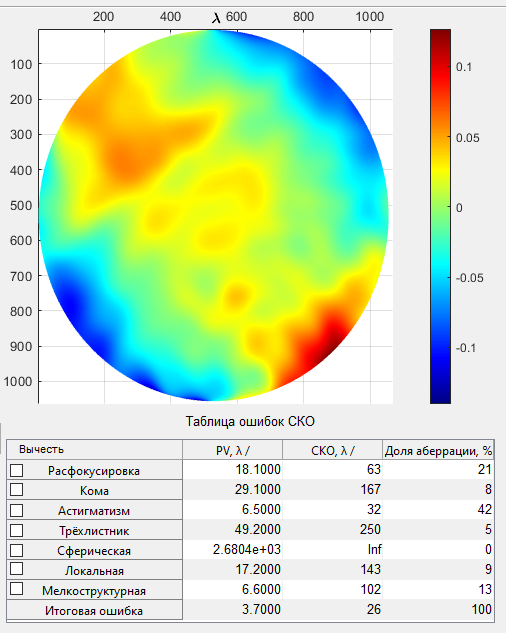 200 400 λ 600 800 1000
100
200
300
400
500
600
700
800
900
1000
0.1
0.05
0
-0.05
-0.1
Таблица ошибок СКО
Вычесть PV, λ / СКО, λ / Доля аберрации, %
Расфокусировка 18.1000 63 21
Кома 29.1000 167 8
Астигматизм 6.5000 32 42
Трёхлистник 49.2000 250 5
Сферическая 2.6804e+03 Inf 0
Локальная 17.2000 143 9
Мелкоструктурная 6.6000 102 13
Итоговая ошибка 3.7000 26 100